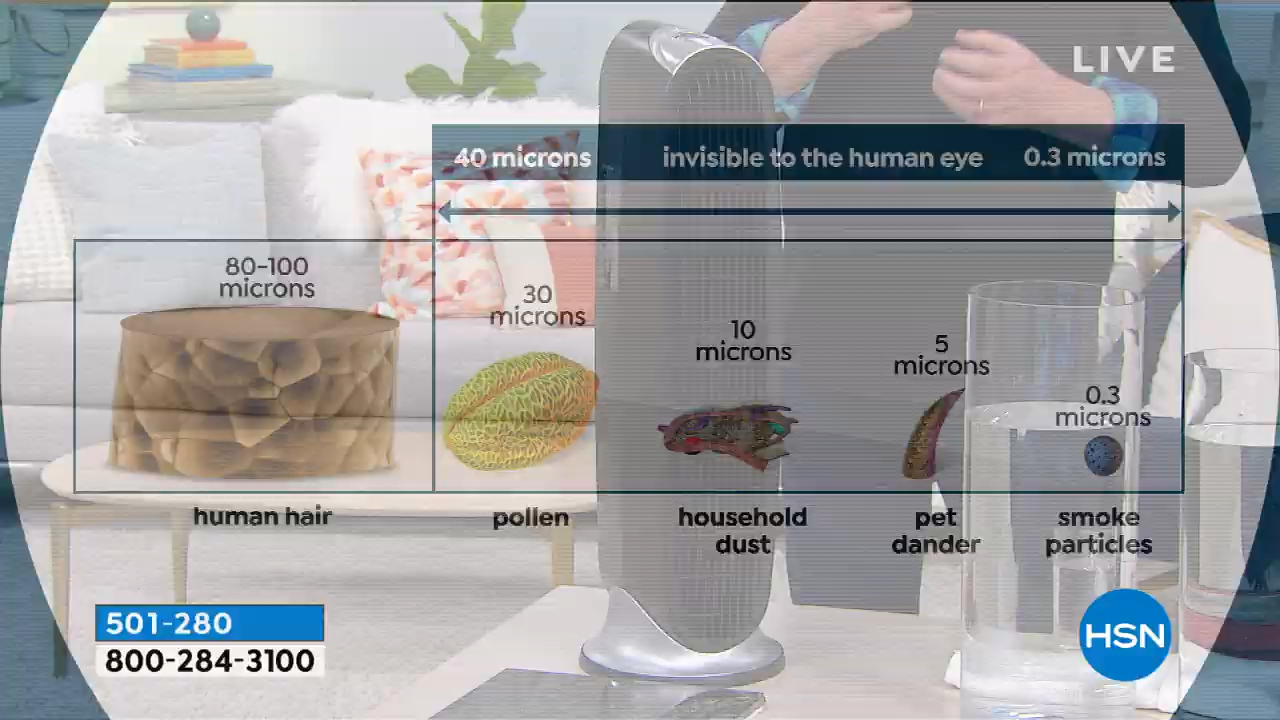 LIVE
40 microns invisible to the human eye 0.3 microns
80-100
microns
30
microns
10
microns
5
microns
0.3
microns
human hair
pollen
household
dust
pet
dander
smoke
particles
501-280
800-284-3100
HSN